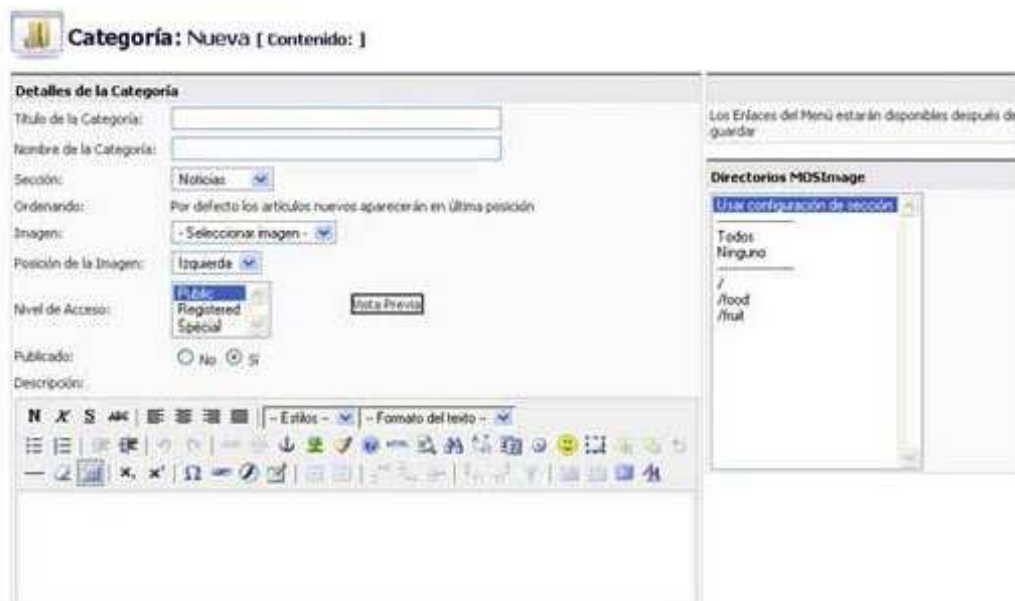 Categoría: Nueva [ Contenido: ]
Detalles de la Categoría
Título de la Categoría:
Nombre de la Categoría:
Sección: Noticias
Ordenando: Por defecto los artículos nuevos aparecerán en última posición
Imagen: - Seleccionar imagen -
Posición de la Imagen: Izquierda
Nivel de Acceso: Public
Registered
Special
Vista Previa
Publicado: No Sí
Descripción:
N X S ABC - Estilos - - Formato del texto -
Los Enlaces del Menú estarán disponibles después de
guardar
Directorios MOSImage
Usar configuración de sección
Todos
Ninguno
/
/food
/fruit